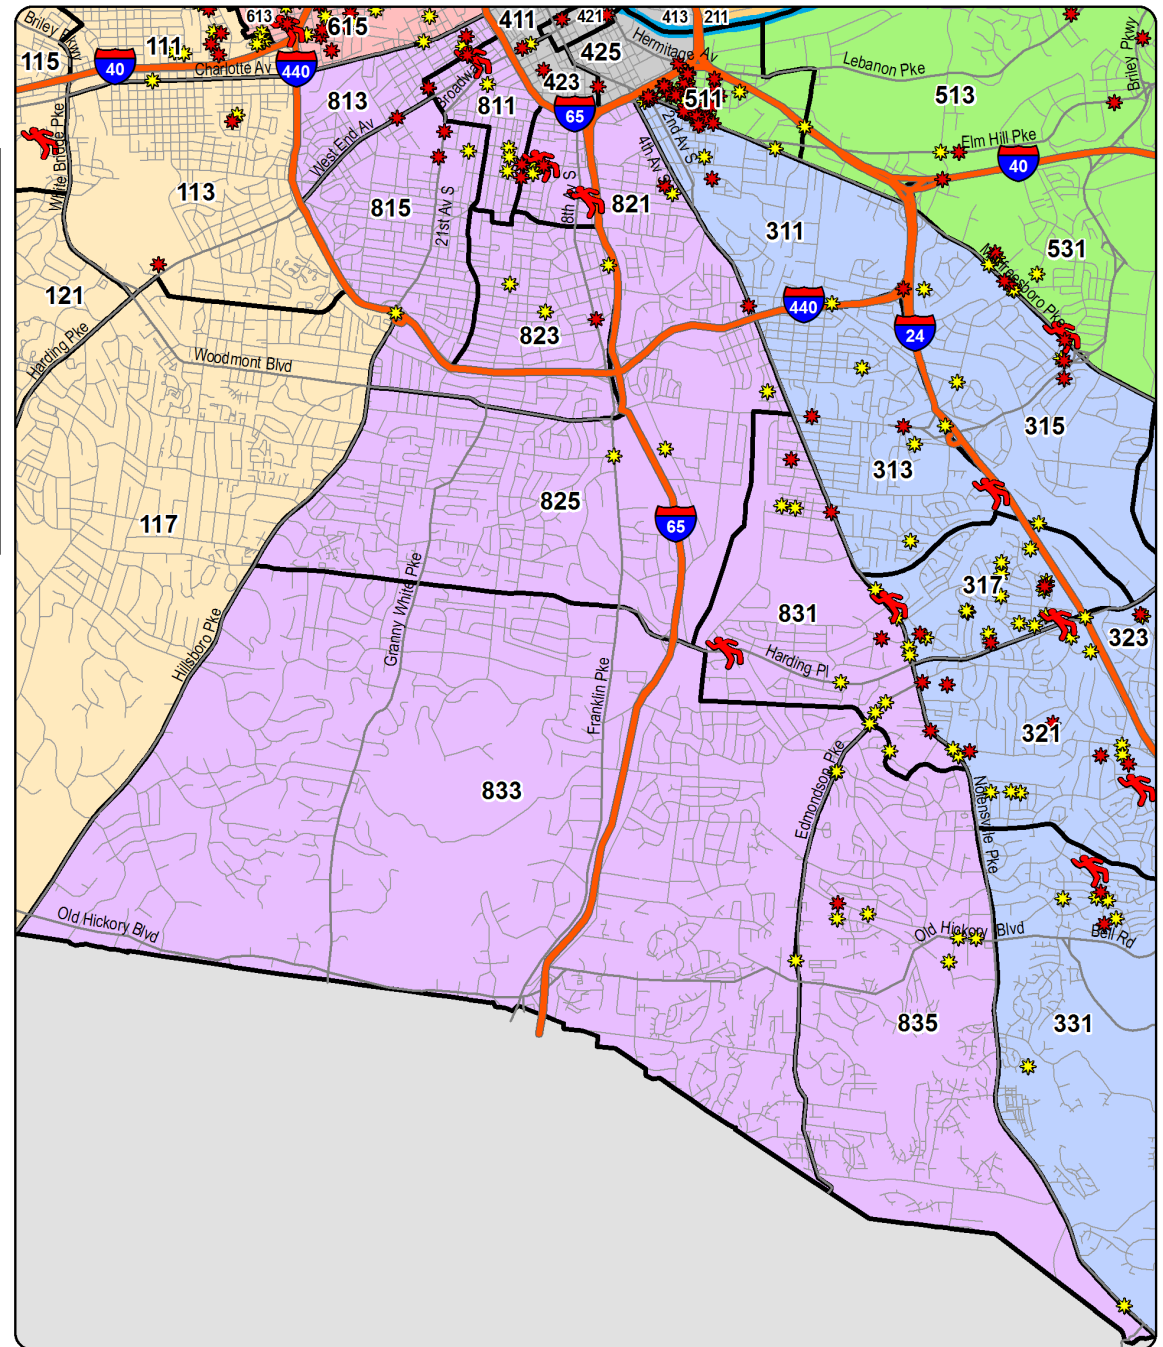 613
615
411
421
413
211
Briley Pkwy
111
115
40
Charlotte Av
440
425
Hermitage Av
Lebanon Pke
Briley Pkwy
813
Broadway
811
423
65
511
513
White Bridge Pke
West End Av
2nd Av S
4th Av S
Elm Hill Pke
40
113
815
21st Av S
8th Av S
821
311
531
Murfreesboro Pke
121
Harding Pke
Woodmont Blvd
823
440
24
315
313
117
825
65
Granny White Pke
Hillsboro Pke
317
831
323
Harding Pl
Franklin Pke
321
833
Edmondson Pke
Nolensville Pke
Old Hickory Blvd
Old Hickory Blvd
Bell Rd
835
331